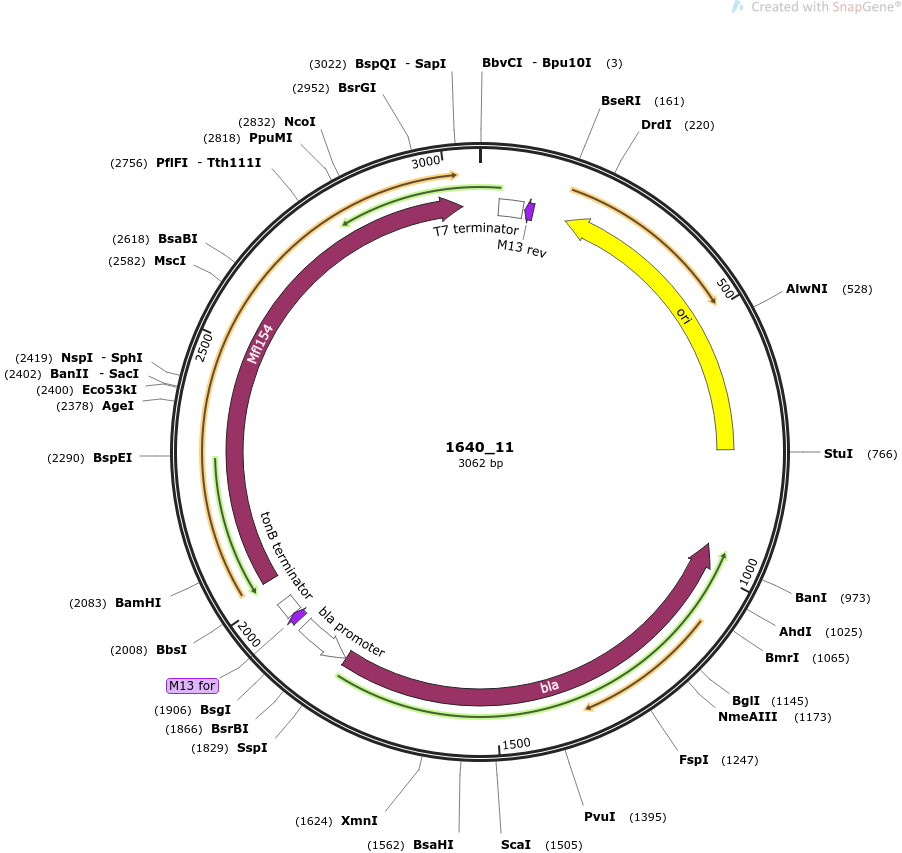 Created with SnapGene®
(3022) BspQI - SapI
BbvCI - Bpu10I (3)
(2952) BsrGI
BseRI (161)
(2832) NcoI
DrdI (220)
(2818) PpuMI
(2756) PflFI - Tth111I
3000
T7 terminator
M13 rev
(2618) BsaBI
(2582) MscI
500
AlwNI (528)
ori
2500
Mfl154
(2419) NspI - SphI
(2402) BanII - SacI
(2400) Eco53kI
(2378) AgeI
1640_11
3062 bp
(2290) BspEI
StuI (766)
tonB terminator
1000
BanI (973)
(2083) BamHI
bla promoter
2000
AhdI (1025)
(2008) BbsI
BmrI (1065)
M13 for
bla
BglI (1145)
(1906) BsgI
NmeAIII (1173)
(1866) BsrBI
1500
(1829) SspI
FspI (1247)
(1624) XmnI
PvuI (1395)
(1562) BsaHI
ScaI (1505)